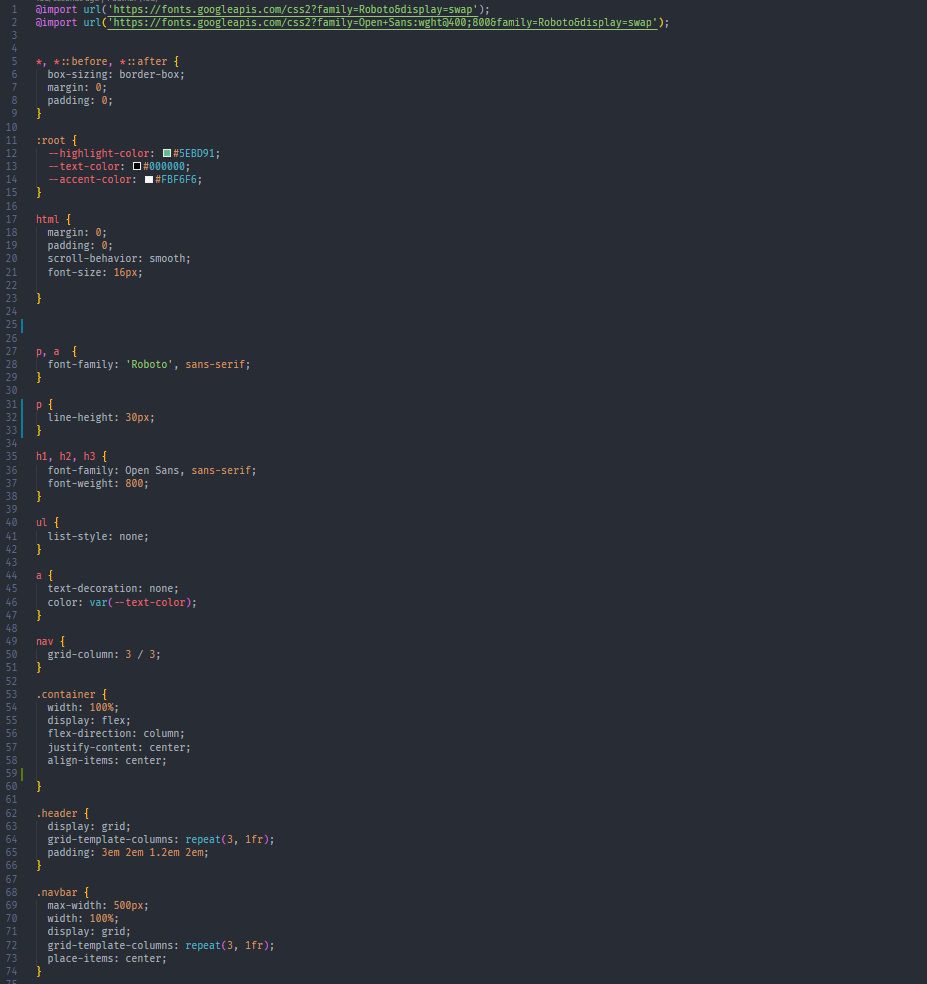 1 @import url('https://fonts.googleapis.com/css2?family=Roboto&display=swap');
2 @import url('https://fonts.googleapis.com/css2?family=Open+Sans:wght@400;800&family=Roboto&display=swap');
3
4
5 *, *::before, *::after {
6 box-sizing: border-box;
7 margin: 0;
8 padding: 0;
9 }
10
11 :root {
12 --highlight-color: #5EBD91;
13 --text-color: #000000;
14 --accent-color: #FBF6F6;
15 }
16
17 html {
18 margin: 0;
19 padding: 0;
20 scroll-behavior: smooth;
21 font-size: 16px;
22
23 }
24
25
26
27 p, a {
28 font-family: 'Roboto', sans-serif;
29 }
30
31 p {
32 line-height: 30px;
33 }
34
35 h1, h2, h3 {
36 font-family: Open Sans, sans-serif;
37 font-weight: 800;
38 }
39
40 ul {
41 list-style: none;
42 }
43
44 a {
45 text-decoration: none;
46 color: var(--text-color);
47 }
48
49 nav {
50 grid-column: 3 / 3;
51 }
52
53 .container {
54 width: 100%;
55 display: flex;
56 flex-direction: column;
57 justify-content: center;
58 align-items: center;
59
60 }
61
62 .header {
63 display: grid;
64 grid-template-columns: repeat(3, 1fr);
65 padding: 3em 2em 1.2em 2em;
66 }
67
68 .navbar {
69 max-width: 500px;
70 width: 100%;
71 display: grid;
72 grid-template-columns: repeat(3, 1fr);
73 place-items: center;
74 }